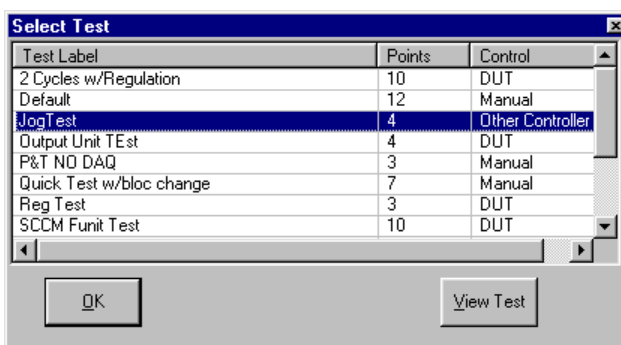 Select Test
Test Label Points Control
2 Cycles w/Regulation 10 DUT
Default 12 Manual
JogTest 4 Other Controller
Output Unit TEst 4 DUT
P&T NO DAQ 3 Manual
Quick Test w/bloc change 7 Manual
Reg Test 3 DUT
SCCM Funit Test 10 DUT
OK View Test